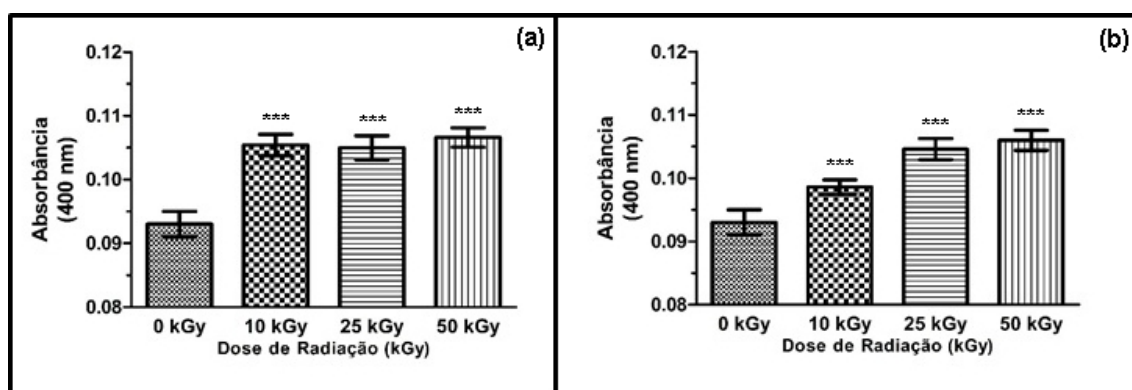 (a)
Absorbância
(400 nm)
0.12
0.11
0.10
0.09
0.08
***
***
***
0 kGy
10 kGy
25 kGy
50 kGy
Dose de Radiação (kGy)
(b)
Absorbância
(400 nm)
0.12
0.11
0.10
0.09
0.08
***
***
***
0 kGy
10 kGy
25 kGy
50 kGy
Dose de Radiação (kGy)